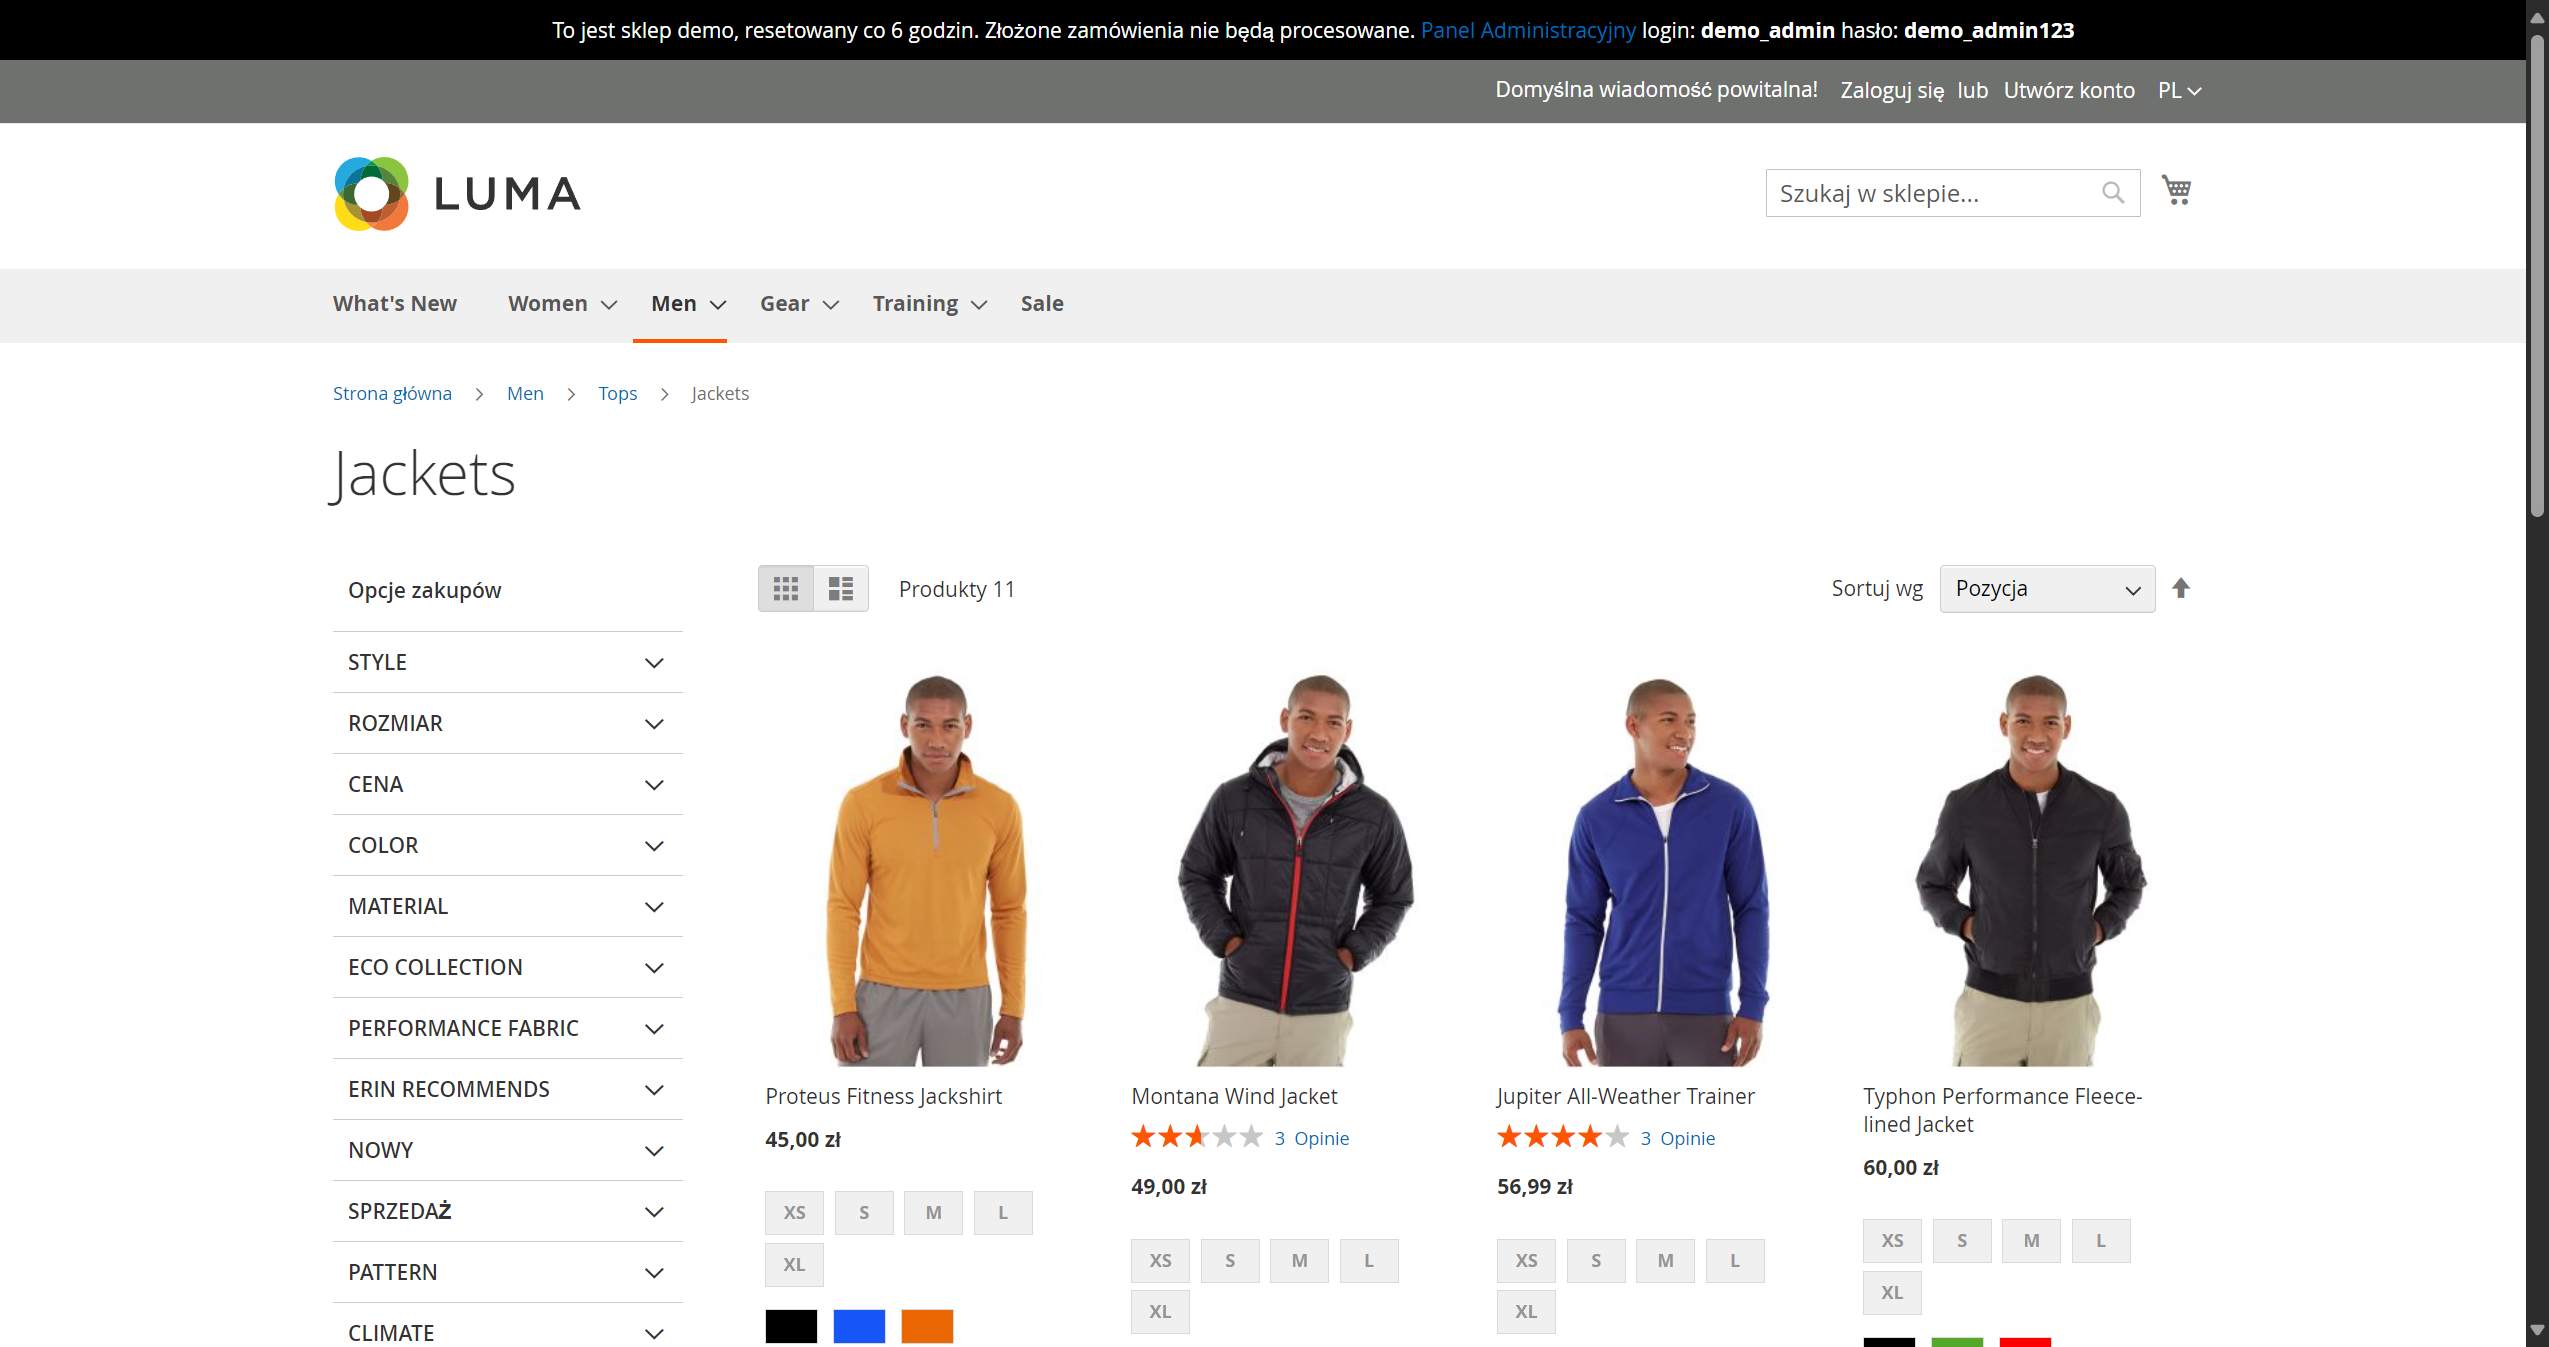 To jest sklep demo, resetowany co 6 godzin. Złożone zamówienia nie będą procesowane. Panel Administracyjny login: demo_admin hasło: demo_admin123
Domyślna wiadomość powitalna! Zaloguj się lub Utwórz konto PL
LUMA
Szukaj w sklepie...
What's New Women Men Gear Training Sale
Strona główna > Men > Tops > Jackets
Jackets
Opcje zakupów
STYLE
ROZMIAR
CENA
COLOR
MATERIAL
ECO COLLECTION
PERFORMANCE FABRIC
ERIN RECOMMENDS
NOWY
SPRZEDAŻ
PATTERN
CLIMATE
Produkty 11
Sortuj wg Pozycja
Proteus Fitness Jackshirt
45,00 zł
XS S M L
XL
Montana Wind Jacket
3 Opinie
49,00 zł
XS S M L
XL
Jupiter All-Weather Trainer
3 Opinie
56,99 zł
XS S M L
XL
Typhon Performance Fleece-
lined Jacket
60,00 zł
XS S M L
XL